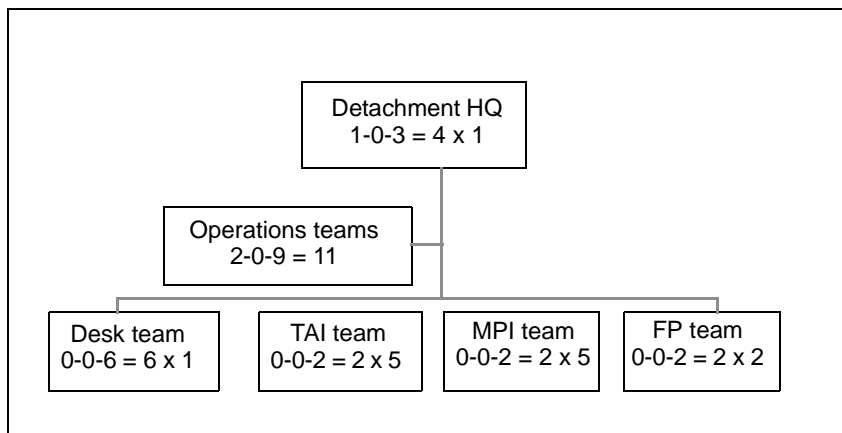 Detachment HQ
1-0-3 = 4 x 1
Operations teams
2-0-9 = 11
Desk team
0-0-6 = 6 x 1
TAI team
0-0-2 = 2 x 5
MPI team
0-0-2 = 2 x 5
FP team
0-0-2 = 2 x 2